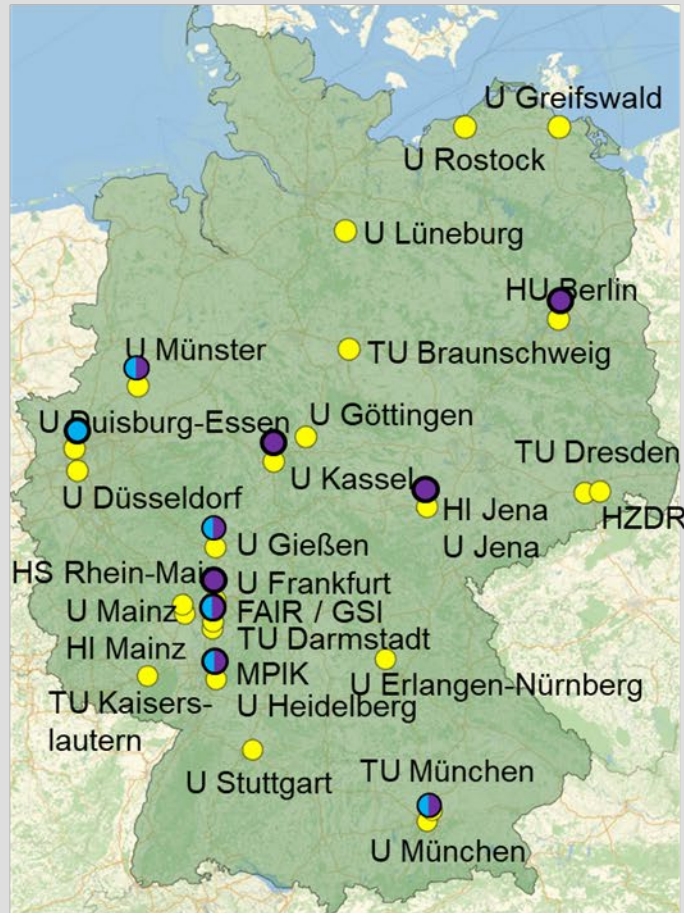 U Greifswald
U Rostock
U Lüneburg
HU Berlin
U Münster
TU Braunschweig
U Duisburg-Essen
U Göttingen
TU Dresden
U Kassel
U Düsseldorf
HI Jena
HZDR
U Jena
U Gießen
HS Rhein-Main
U Frankfurt
U Mainz
FAIR / GSI
HI Mainz
TU Darmstadt
MPIK
U Erlangen-Nürnberg
TU Kaisers-
lautern
U Heidelberg
U Stuttgart
TU München
U München